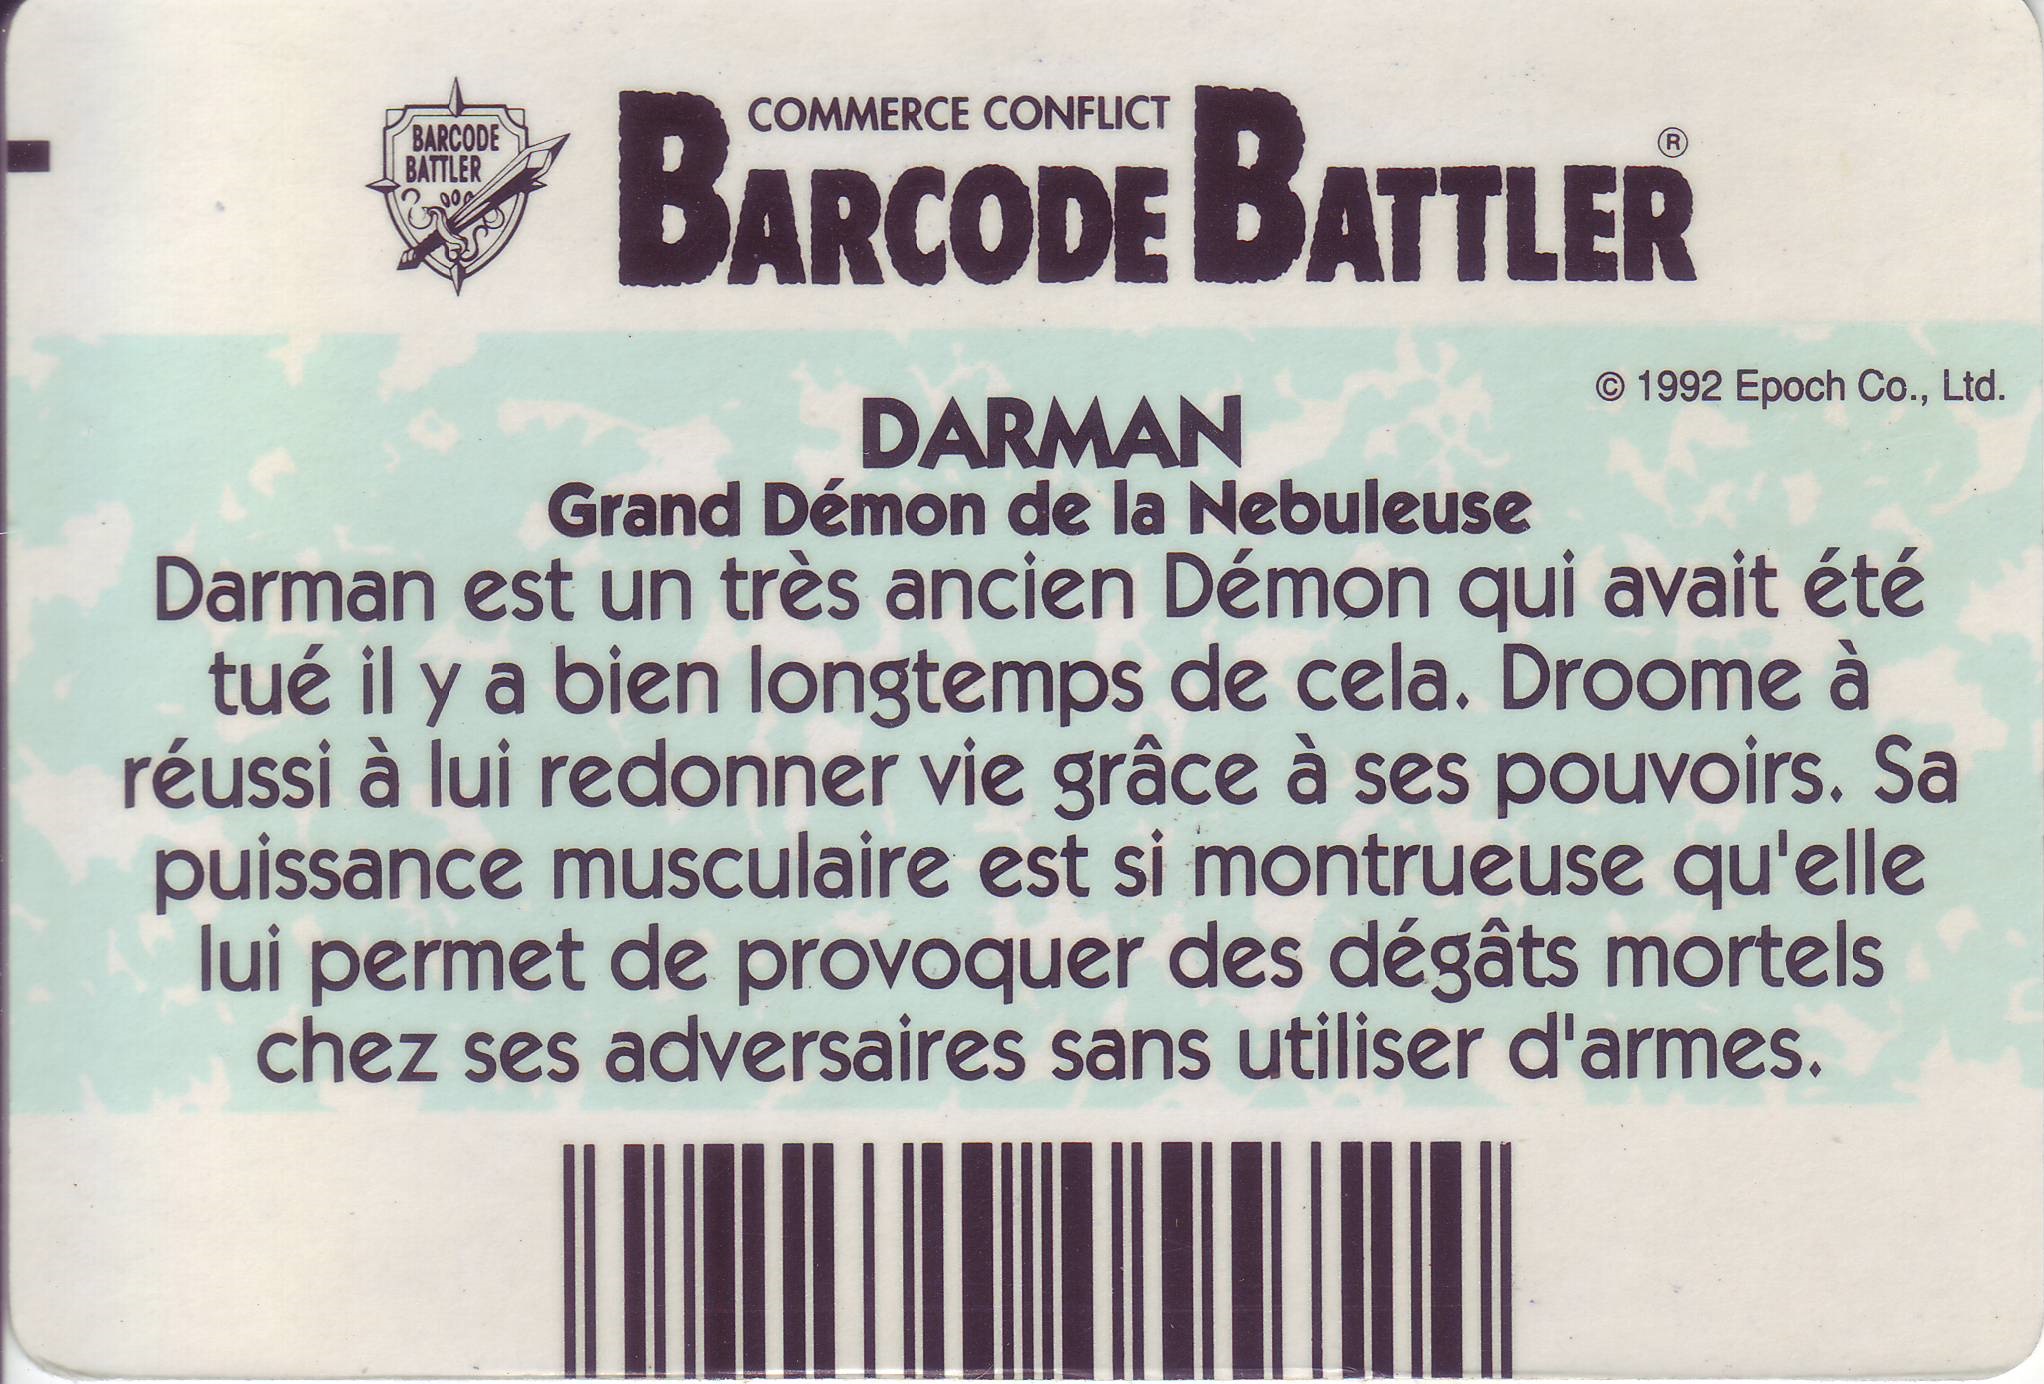 BARCODE
BATTLER
COMMERCE CONFLICT
BARCODE BATTLER ®
© 1992 Epoch Co., Ltd.
DARMAN
Grand Démon de la Nebuleuse
Darman est un très ancien Démon qui avait été
tué il y a bien longtemps de cela. Droome à
réussi à lui redonner vie grâce à ses pouvoirs. Sa
puissance musculaire est si montrueuse qu'elle
lui permet de provoquer des dégâts mortels
chez ses adversaires sans utiliser d'armes.